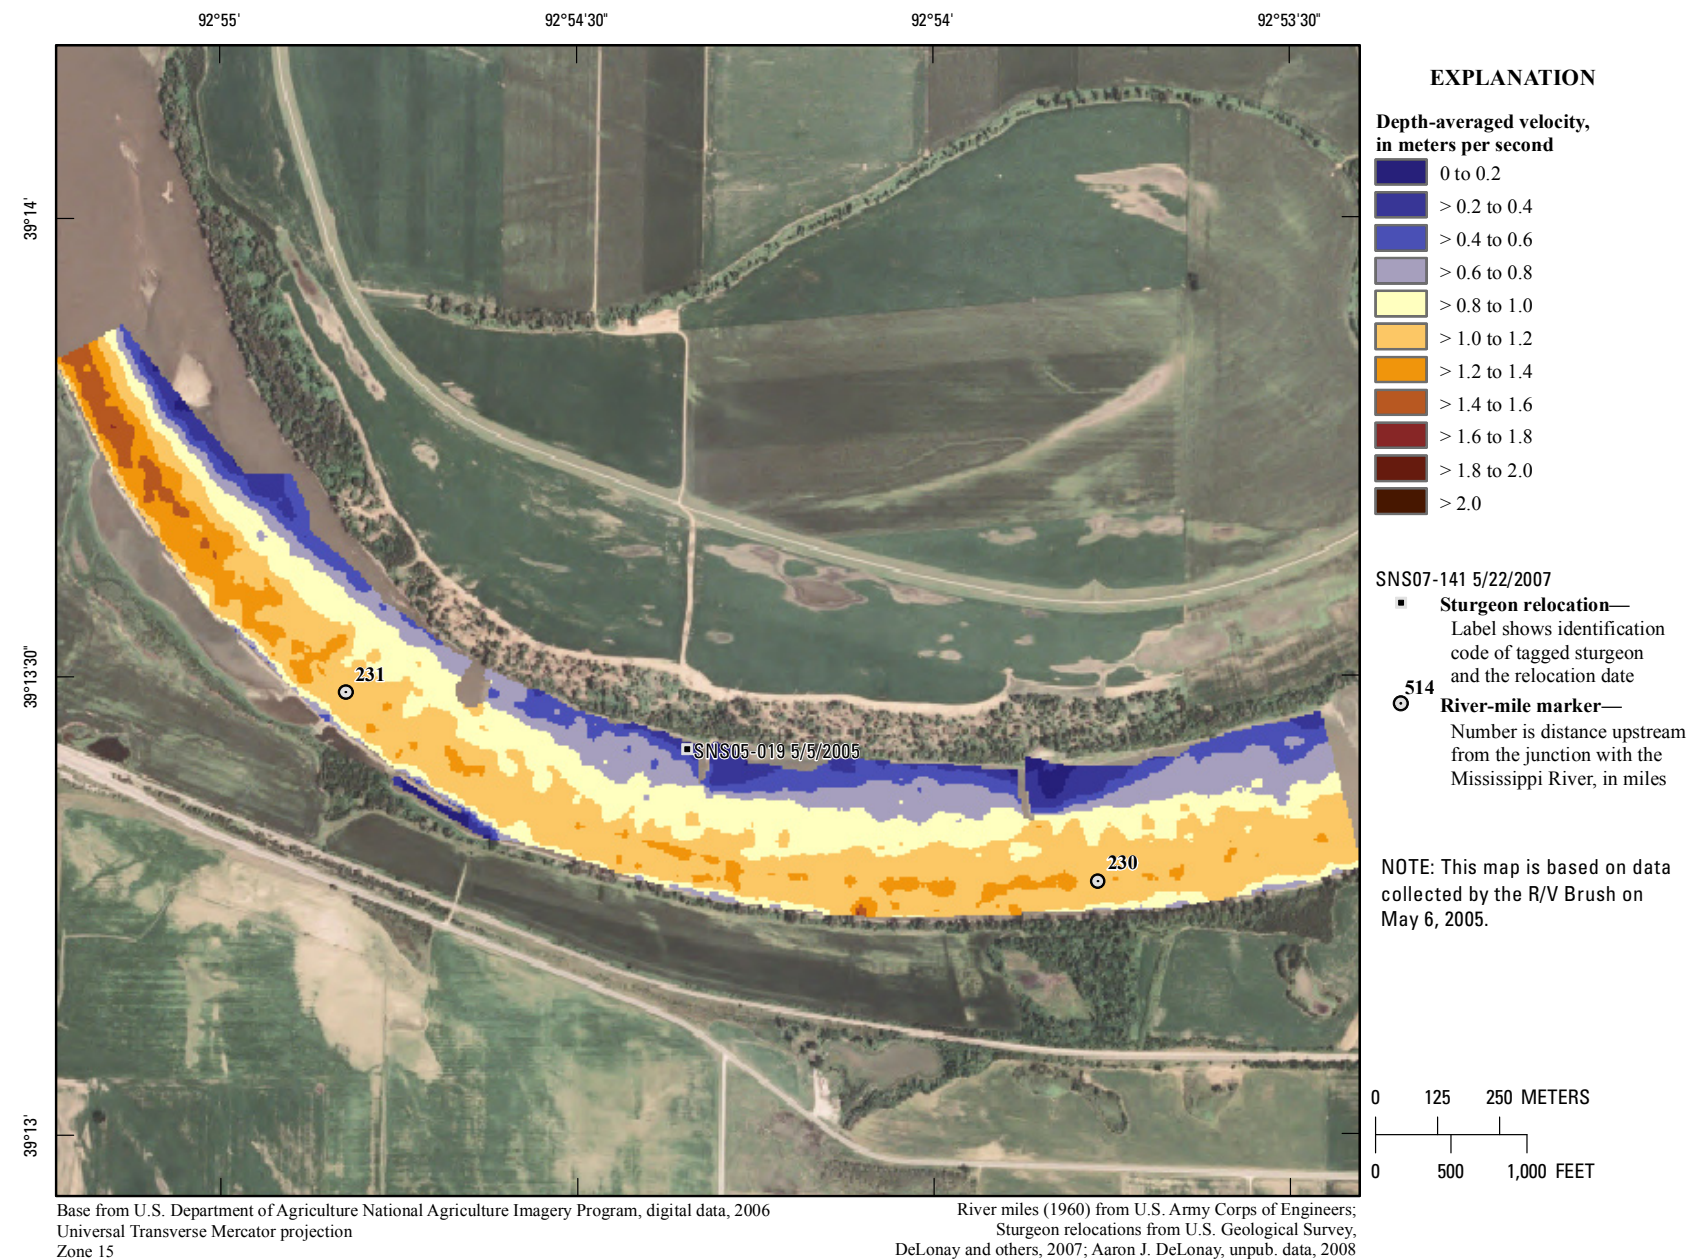 92°55'
92°54'30"
92°54'
92°53'30"
39°14'
39°13'30"
39°13'
231
SNS05-019 5/5/2005
230
EXPLANATION
Depth-averaged velocity,
in meters per second
0 to 0.2
> 0.2 to 0.4
> 0.4 to 0.6
> 0.6 to 0.8
> 0.8 to 1.0
> 1.0 to 1.2
> 1.2 to 1.4
> 1.4 to 1.6
> 1.6 to 1.8
> 1.8 to 2.0
> 2.0
SNS07-141 5/22/2007
Sturgeon relocation—
Label shows identification
code of tagged sturgeon
and the relocation date
514
River-mile marker—
Number is distance upstream
from the junction with the
Mississippi River, in miles
NOTE: This map is based on data
collected by the R/V Brush on
May 6, 2005.
0 125 250 METERS
0 500 1,000 FEET
Base from U.S. Department of Agriculture National Agriculture Imagery Program, digital data, 2006
Universal Transverse Mercator projection
Zone 15
River miles (1960) from U.S. Army Corps of Engineers;
Sturgeon relocations from U.S. Geological Survey,
DeLonay and others, 2007; Aaron J. DeLonay, unpub. data, 2008